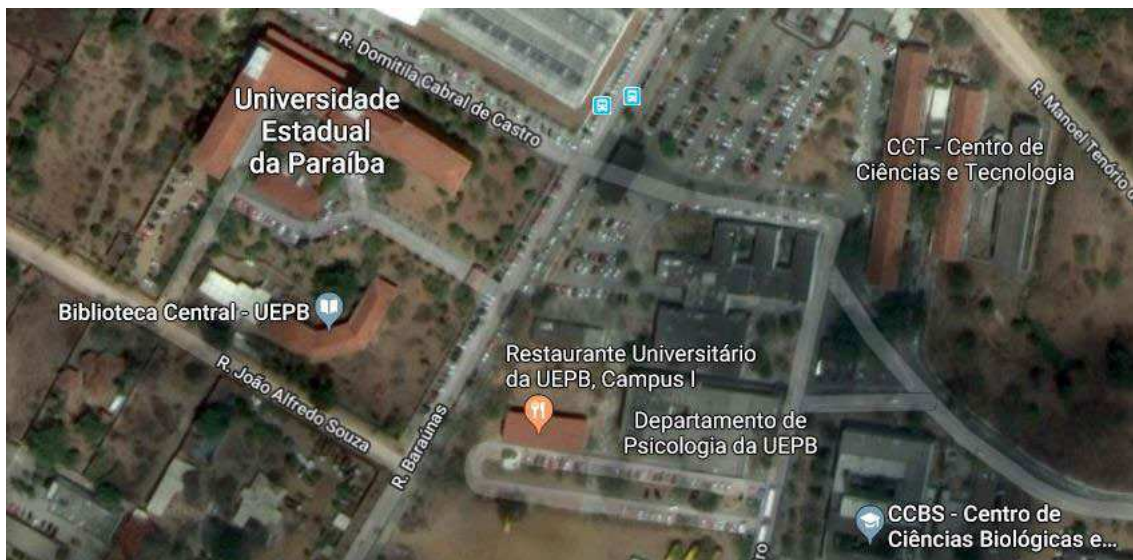 R. Domitila Cabral de Castro
Universidade
Estadual
da Paraíba
CCT - Centro de
Ciências e Tecnologia
R. Manoel Tenório
Biblioteca Central - UEPB
R. João Alfredo Souza
R. Baraúnas
Restaurante Universitário
da UEPB, Campus I
Departamento de
Psicologia da UEPB
CCBS - Centro de
Ciências Biológicas e...